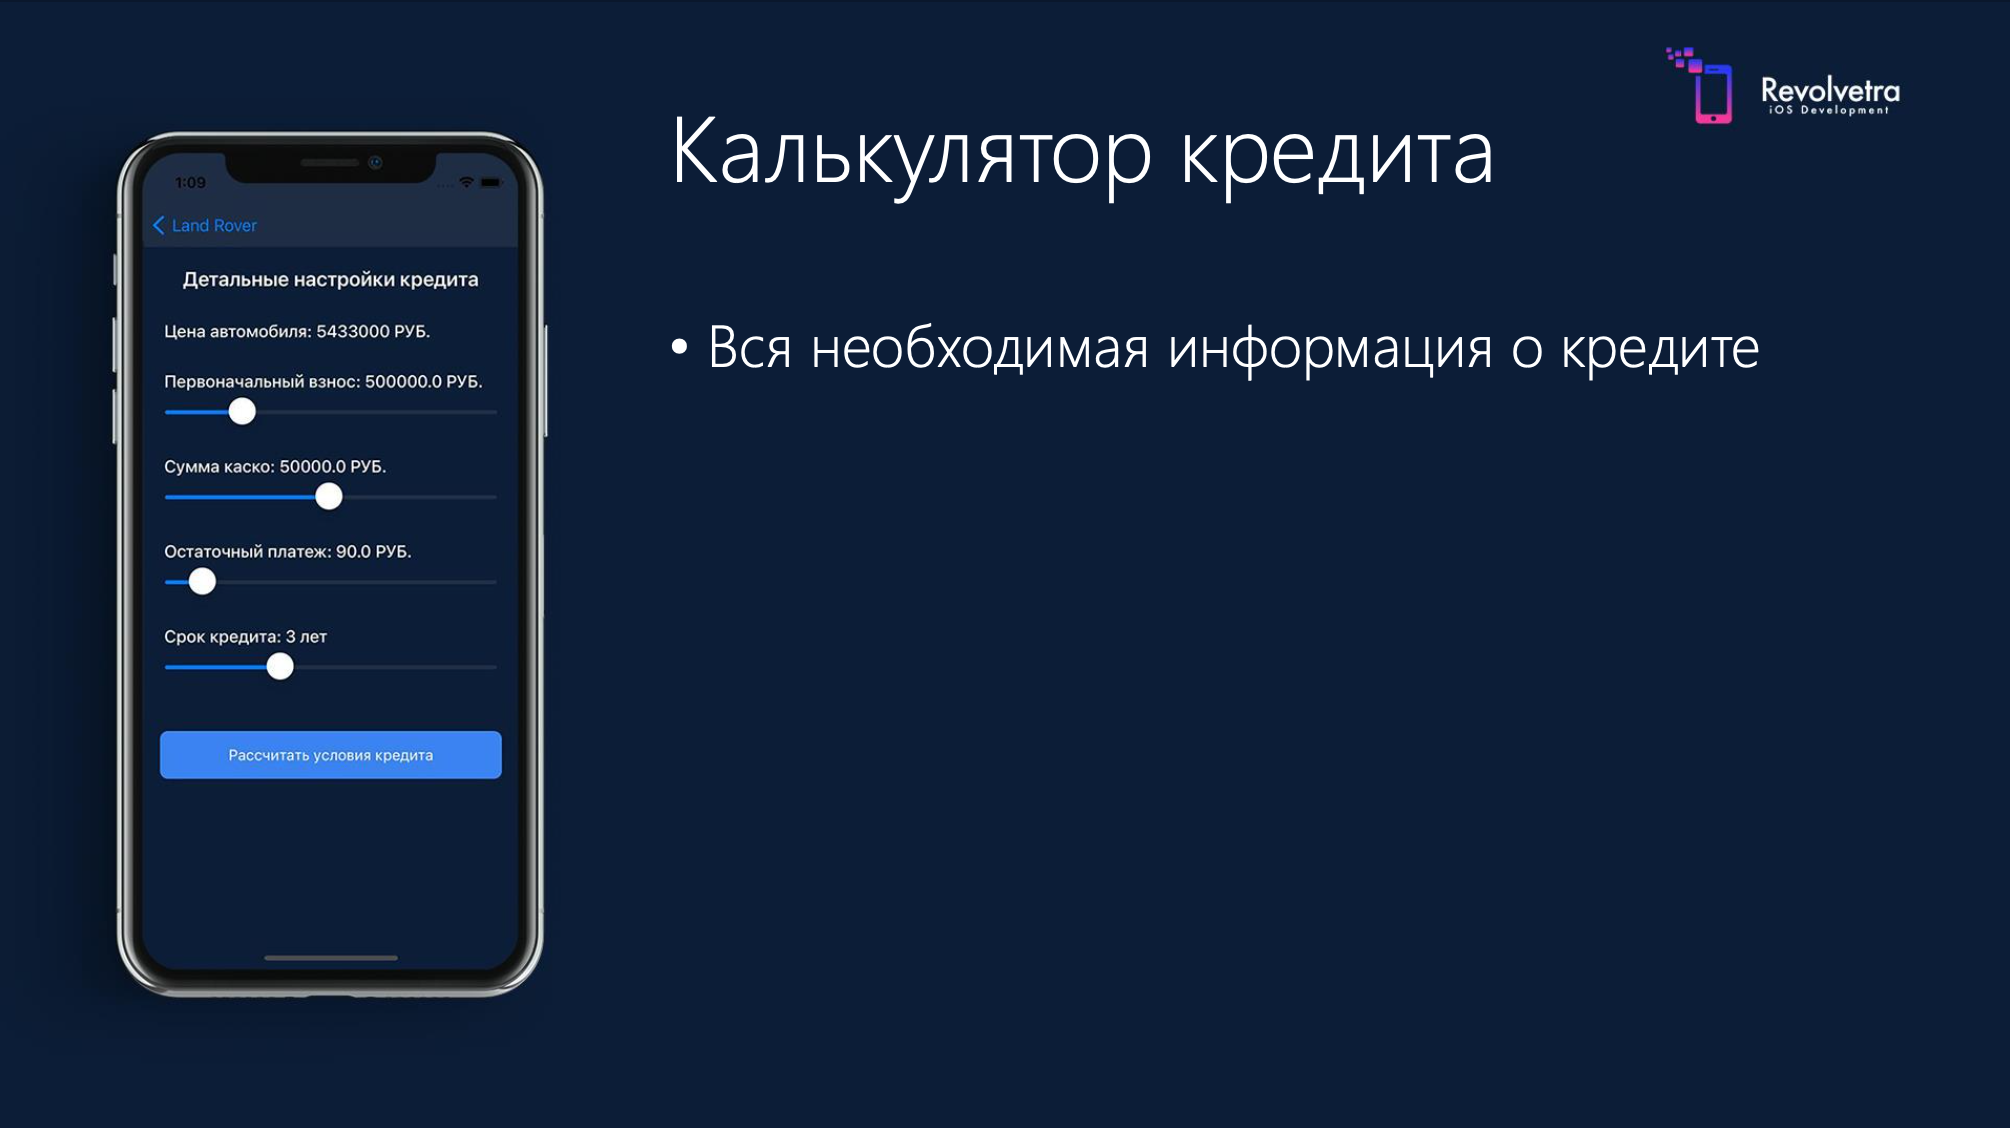 Revolvetra
iOS Development
Калькулятор кредита
• Вся необходимая информация о кредите
1:09
Land Rover
Детальные настройки кредита
Цена автомобиля: 5433000 РУБ.
Первоначальный взнос: 500000.0 РУБ.
Сумма каско: 50000.0 РУБ.
Остаточный платеж: 90.0 РУБ.
Срок кредита: 3 лет
Рассчитать условия кредита